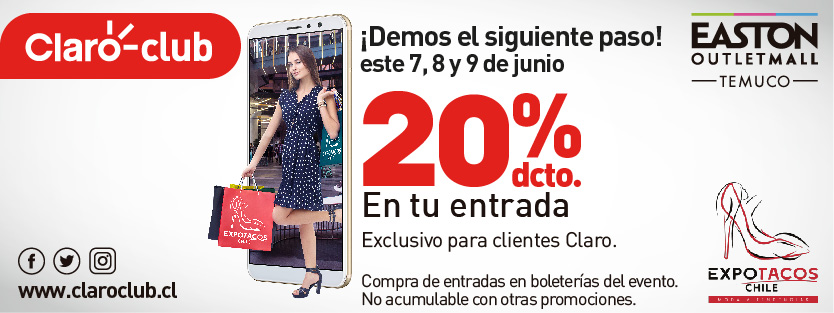 Claro-club
¡Demos el siguiente paso!
este 7, 8 y 9 de junio
20%
dcto.
En tu entrada
Exclusivo para clientes Claro.
Compra de entradas en boleterías del evento.
No acumulable con otras promociones.
EASTON
OUTLETMALL
TEMUCO
EXPOTACOS
CHILE
EXPOTACOS
CHILE
www.claroclub.cl